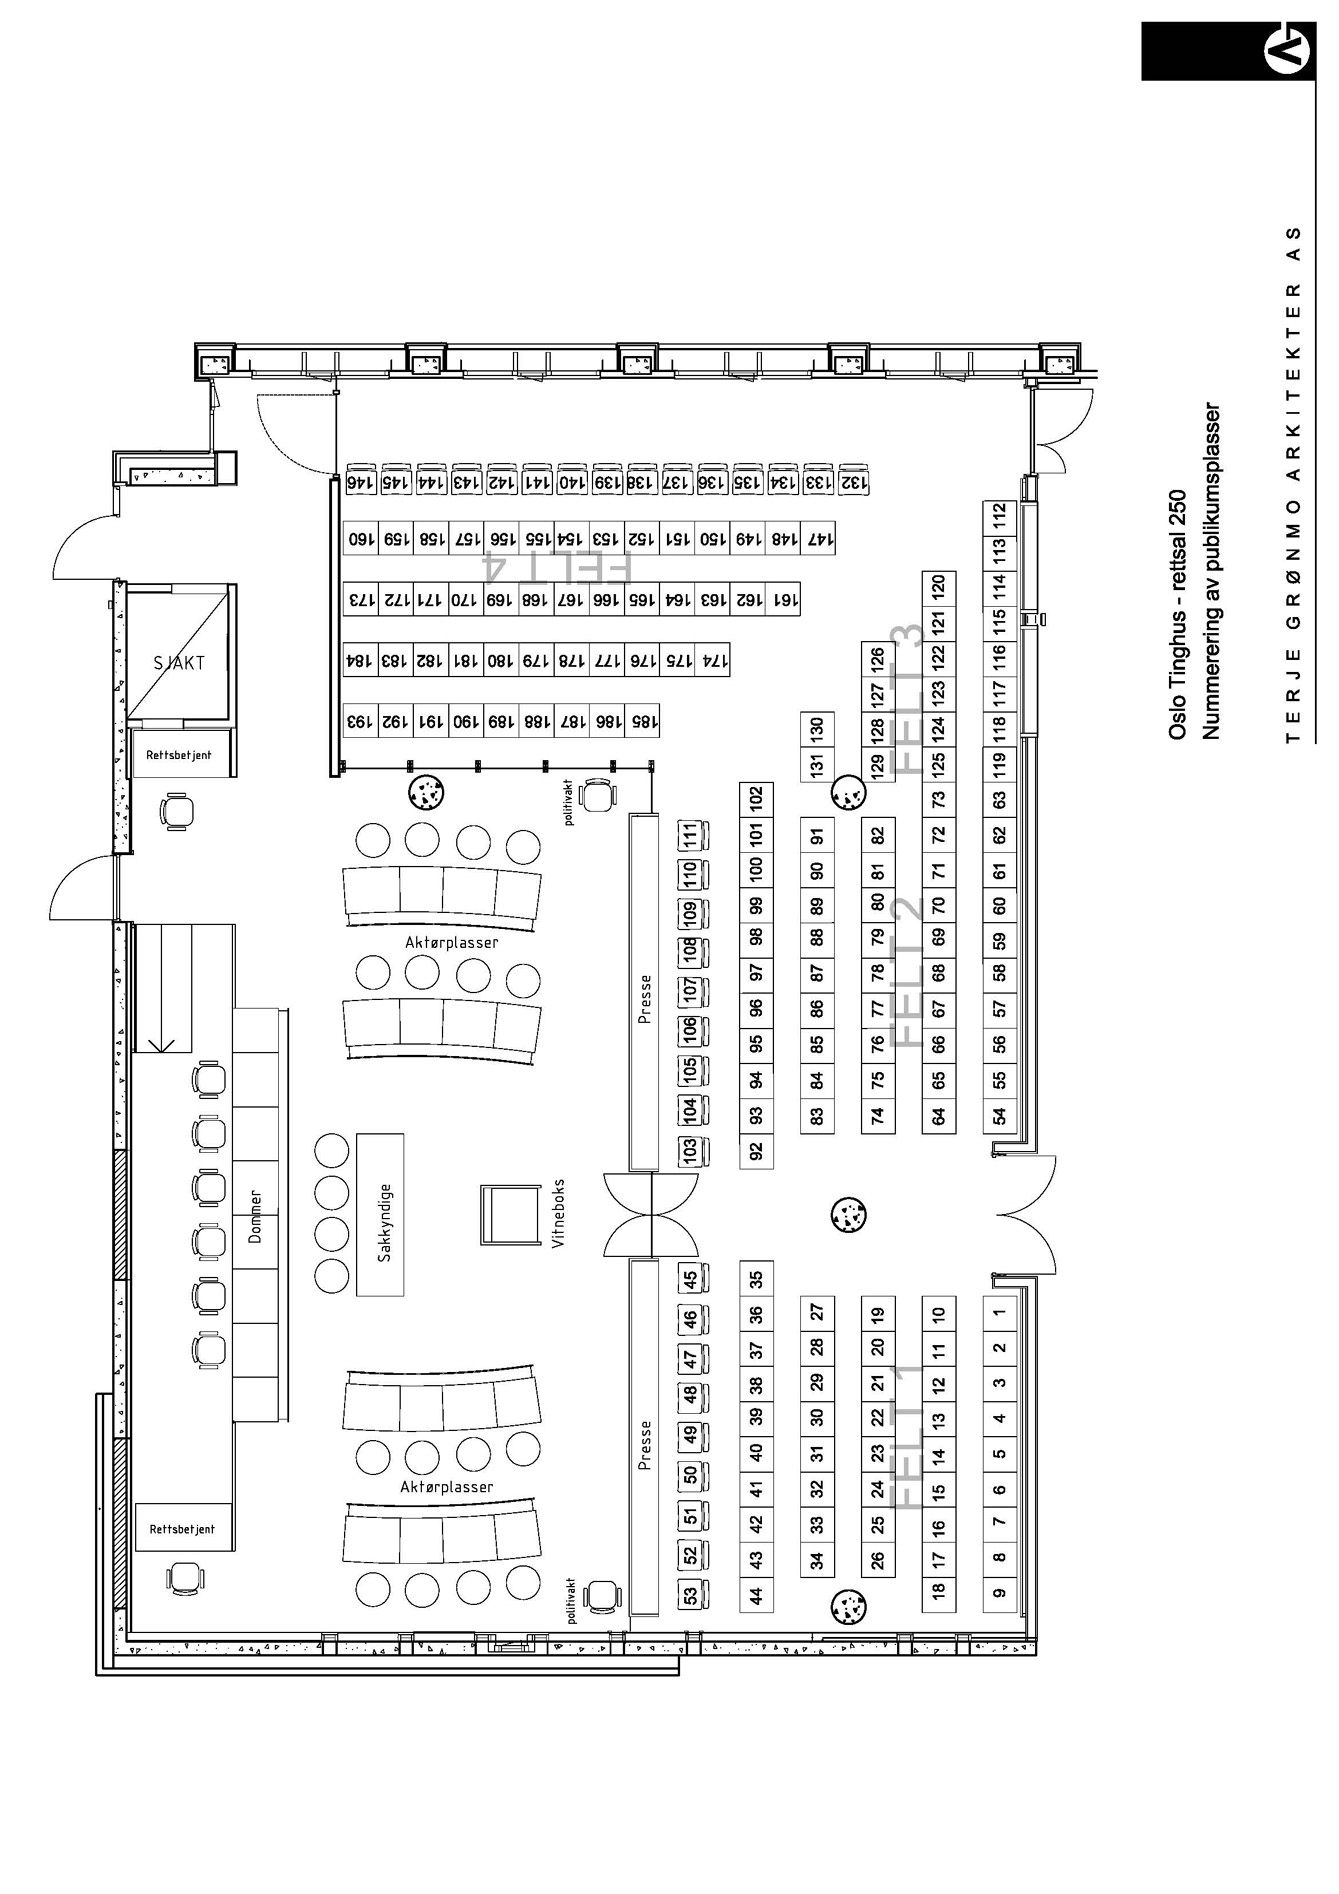 Oslo Tinghus - rettsal 250
Nummerering av publikumsplasser
TERJE GRØNMO ARKITEKTER AS
SJAKT
Rettsbetjent
Rettsbetjent
Dommer
Sakkyndige
Vitneboks
Aktørplasser
Aktørplasser
politivakt
politivakt
Presse
Presse
FELT 1
FELT 2
FELT 3
FELT 4
1 2 3 4 5 6 7 8 9
10 11 12 13 14 15 16 17 18
19 20 21 22 23 24 25 26
27 28 29 30 31 32 33 34
35 36 37 38 39 40 41 42 43 44
45 46 47 48 49 50 51 52 53
54 55 56 57 58 59 60 61 62 63
64 65 66 67 68 69 70 71 72 73
74 75 76 77 78 79 80 81 82
83 84 85 86 87 88 89 90 91
92 93 94 95 96 97 98 99 100 101 102
103 104 105 106 107 108 109 110 111
112 113 114 115 116 117 118 119
120 121 122 123 124 125
126 127 128 129
130 131
132 133 134 135 136 137 138 139 140 141 142 143 144 145 146
147 148 149 150 151 152 153 154 155 156 157 158 159 160
161 162 163 164 165 166 167 168 169 170 171 172 173
174 175 176 177 178 179 180 181 182 183 184
185 186 187 188 189 190 191 192 193